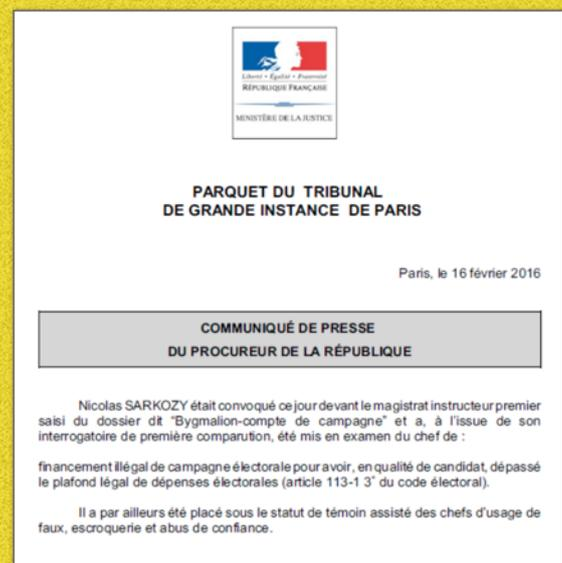 Liberté • Égalité • Fraternité
RÉPUBLIQUE FRANÇAISE
MINISTÈRE DE LA JUSTICE
PARQUET DU TRIBUNAL
DE GRANDE INSTANCE DE PARIS
Paris, le 16 février 2016
COMMUNIQUÉ DE PRESSE
DU PROCUREUR DE LA RÉPUBLIQUE
Nicolas SARKOZY était convoqué ce jour devant le magistrat instructeur premier
saisi du dossier dit "Bygmalion-compte de campagne" et a, à l'issue de son
interrogatoire de première comparution, été mis en examen du chef de :
financement illégal de campagne électorale pour avoir, en qualité de candidat, dépassé
le plafond légal de dépenses électorales (article 113-1 3° du code électoral).
Il a par ailleurs été placé sous le statut de témoin assisté des chefs d'usage de
faux, escroquerie et abus de confiance.